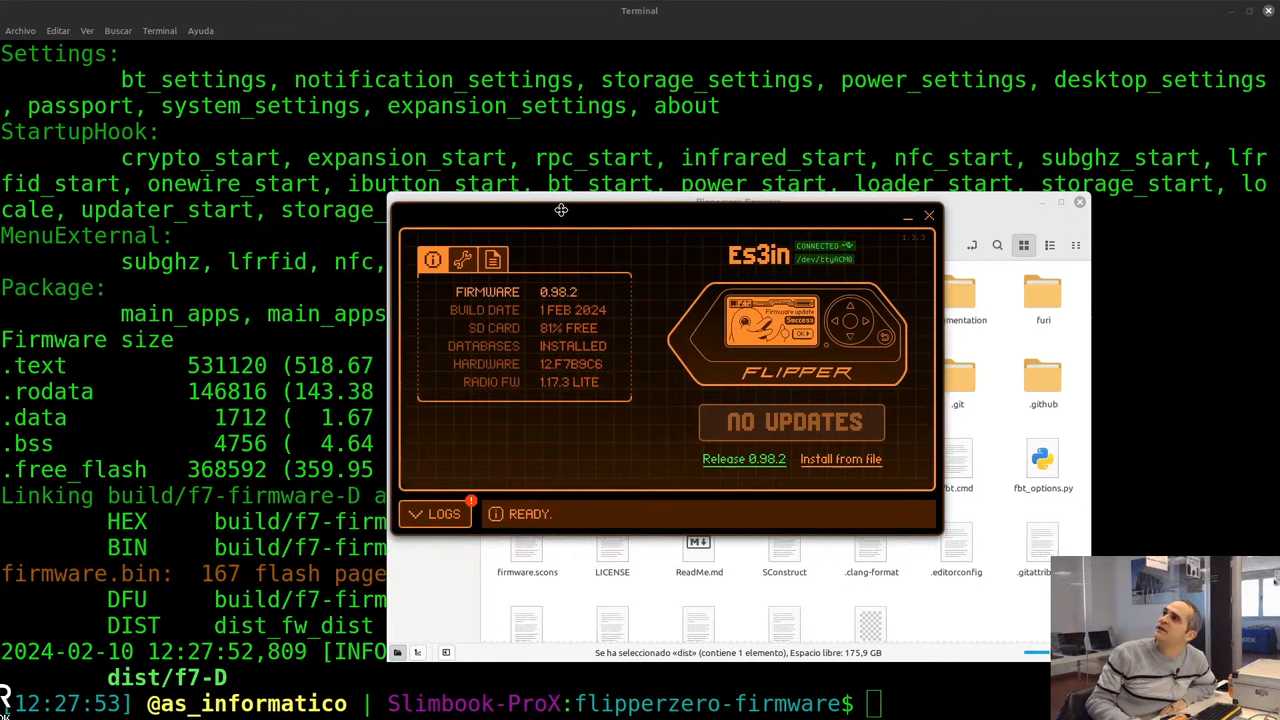 Terminal
Archivo Editar Ver Buscar Terminal Ayuda
Settings:
bt_settings, notification_settings, storage_settings, power_settings, desktop_settings
, passport, system_settings, expansion_settings, about
StartupHook:
crypto_start, expansion_start, rpc_start, infrared_start, nfc_start, subghz_start, lfr
fid_start, onewire_start, ibutton_start, bt_start, power_start, loader_start, storage_start, lo
cale, updater_start, storage_
MenuExternal:
subghz, lfrfid, nfc,
Package:
main_apps, main_apps
Firmware size
.text 531120 (518.67
.rodata 146816 (143.38
.data 1712 ( 1.67
.bss 4756 ( 4.64
.free_flash 368592 (359.95
Linking build/f7-firmware-D a
HEX build/f7-firm
BIN build/f7-firm
firmware.bin: 167 flash page
DFU build/f7-firm
DIST dist_fw_dist
2024-02-10 12:27:52,809 [INFO
dist/f7-D
[12:27:53] @as_informatico | Slimbook-ProX:flipperzero-firmware$
1.3.3
Es3in
CONNECTED
/dev/ttyACM0
FIRMWARE 0.98.2
BUILD DATE 1 FEB 2024
SD CARD 81% FREE
DATABASES INSTALLED
HARDWARE 12.F7B9C6
RADIO FW 1.17.3 LITE
Firmware update
Success
OK
FLIPPER
NO UPDATES
Release 0.98.2 Install from file
LOGS
READY.
mentation furi
.git .github
bt.cmd fbt_options.py
firmware.scons LICENSE ReadMe.md SConstruct .clang-format .editorconfig .gitattrib
Se ha seleccionado «dist» (contiene 1 elemento), Espacio libre: 175,9 GB